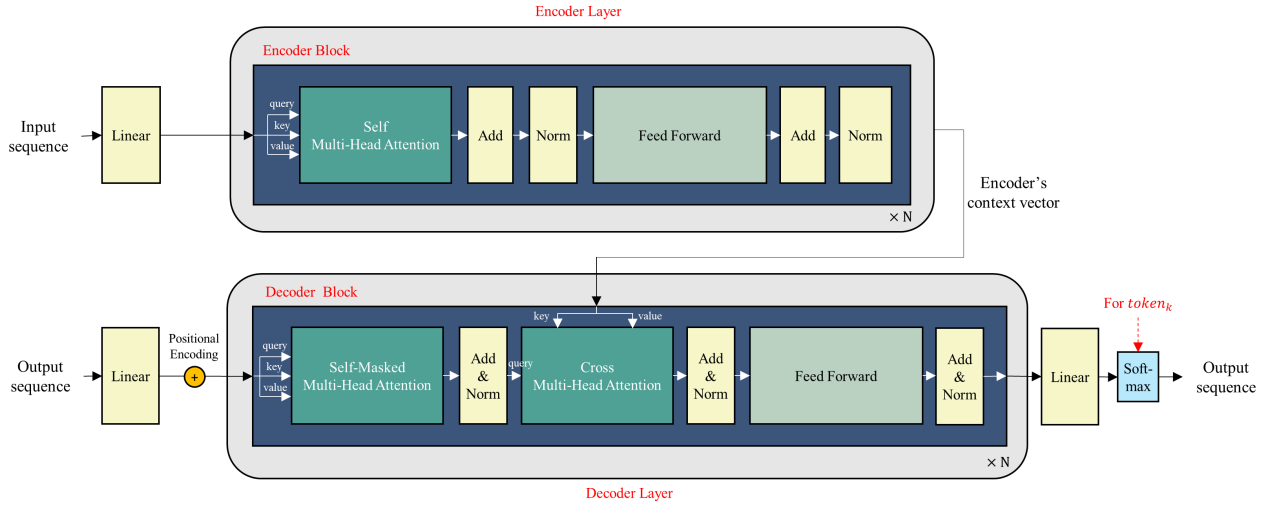 Encoder Layer
Encoder Block
Input
sequence
Linear
query
key
value
Self
Multi-Head Attention
Add
Norm
Feed Forward
Add
Norm
× N
Encoder's
context vector
Decoder Block
Output
sequence
Linear
Positional
Encoding
+
query
key
value
Self-Masked
Multi-Head Attention
Add
&
Norm
query
key
value
Cross
Multi-Head Attention
Add
&
Norm
Feed Forward
Add
&
Norm
× N
Linear
For token_k
Soft-
max
Output
sequence
Decoder Layer